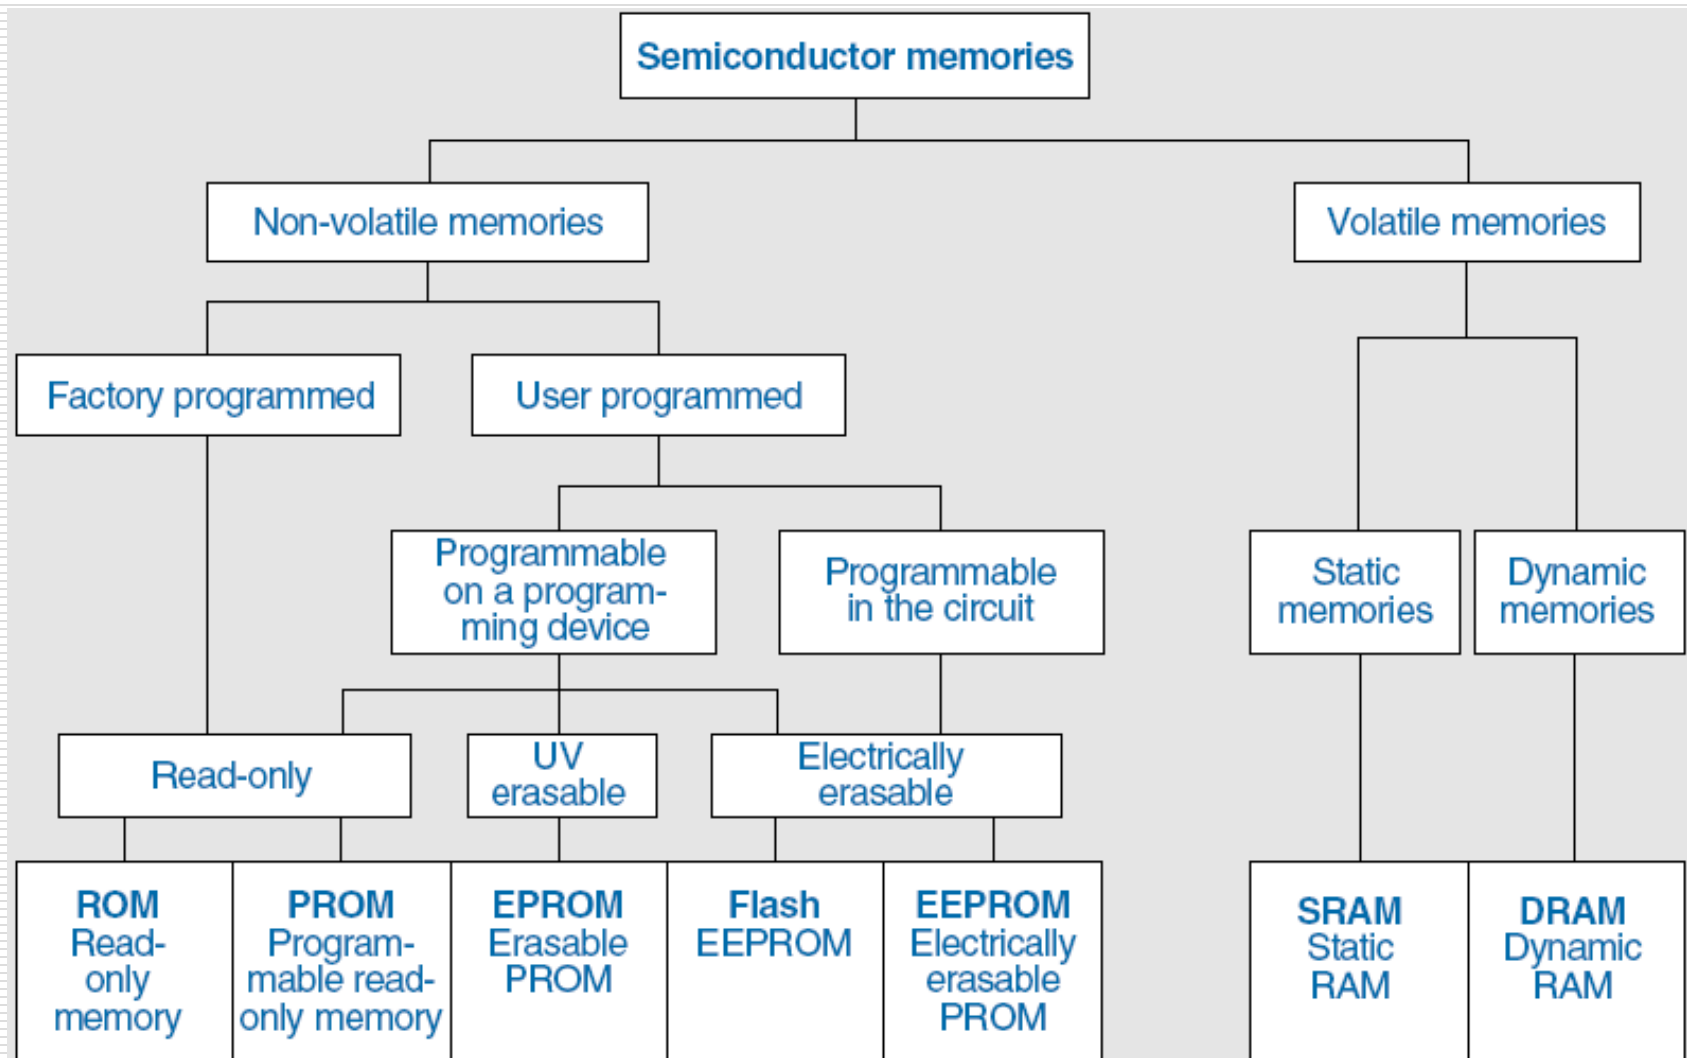 Semiconductor memories
Non-volatile memories
Volatile memories
Factory programmed
User programmed
Programmable
on a program-
ming device
Programmable
in the circuit
Static
memories
Dynamic
memories
Read-only
UV
erasable
Electrically
erasable
ROM
Read-
only
memory
PROM
Program-
mable read-
only memory
EPROM
Erasable
PROM
Flash
EEPROM
EEPROM
Electrically
erasable
PROM
SRAM
Static
RAM
DRAM
Dynamic
RAM